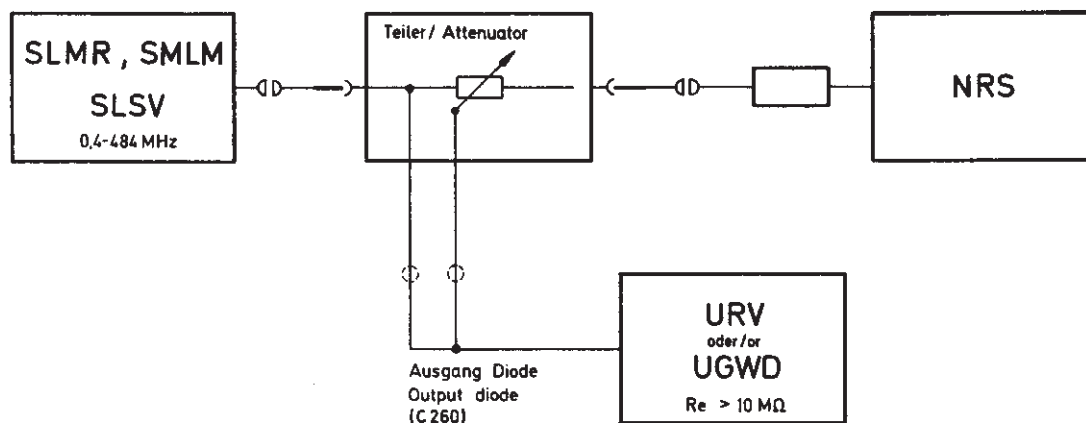 SLMR, SMLM
SLSV
0,4-484 MHz
Teiler/ Attenuator
NRS
URV
oder/or
UGWD
Re > 10 MΩ
Ausgang Diode
Output diode
(C 260)